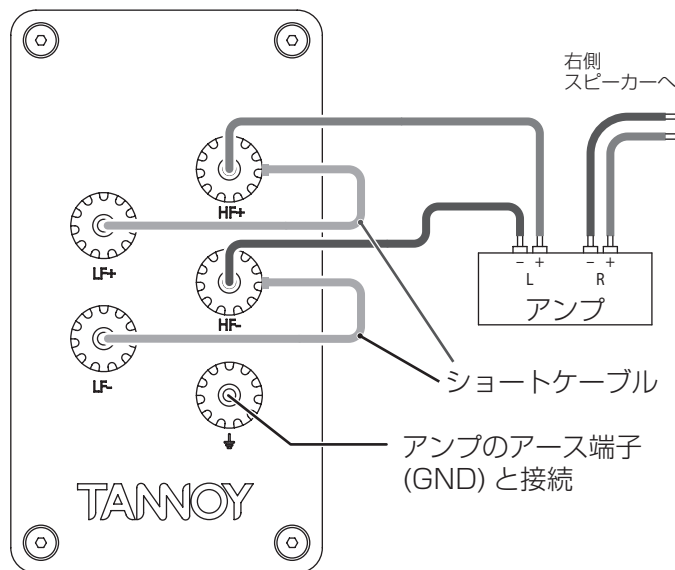 右側
スピーカーへ
HF+
LF+
HF-
LF-
- +
L
- +
R
アンプ
ショートケーブル
アンプのアース端子
(GND) と接続
TANNOY